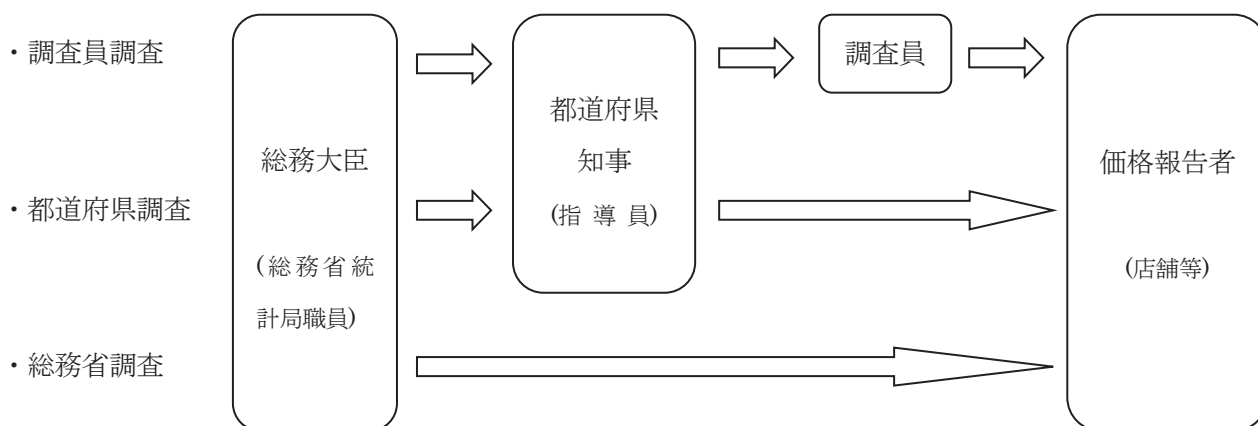 ・調査員調査
・都道府県調査
・総務省調査
総務大臣
(総務省統
計局職員)
都道府県
知事
(指導員)
調査員
価格報告者
(店舗等)